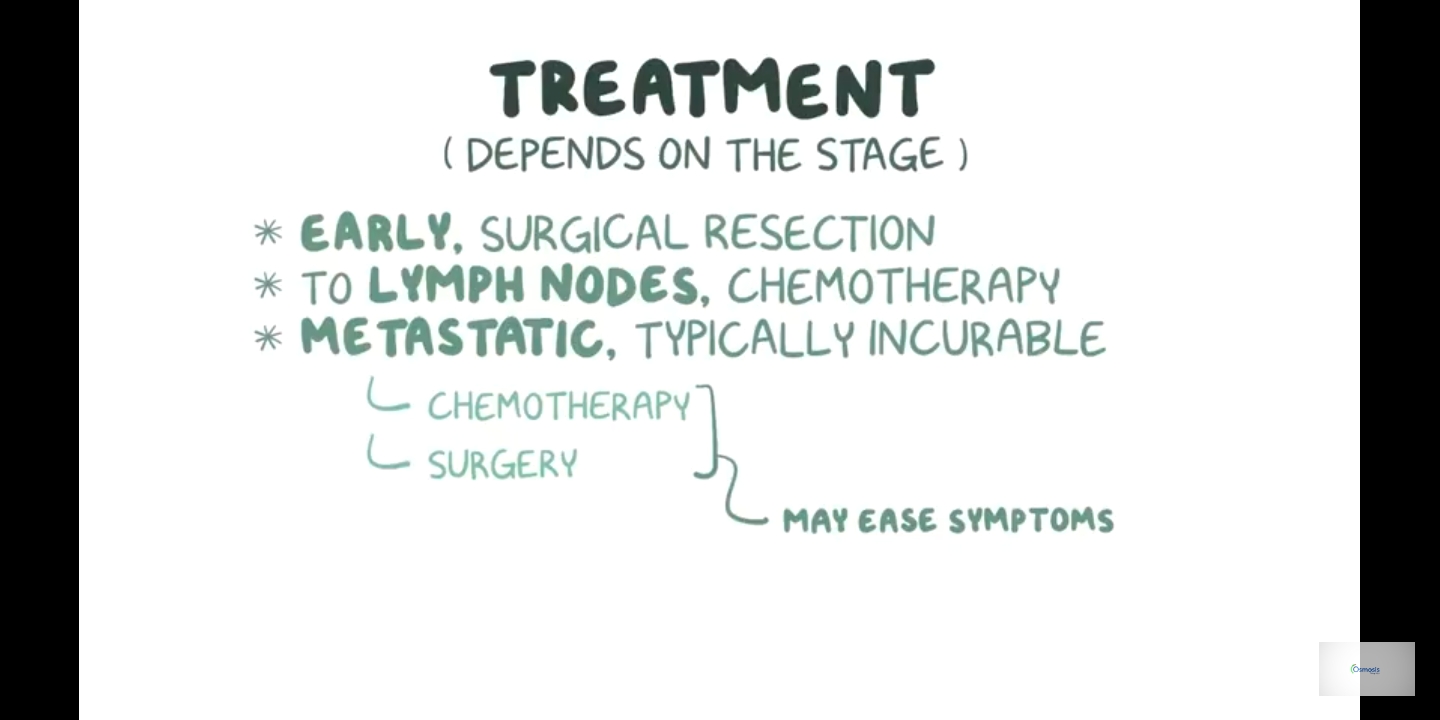 TREATMENT
( DEPENDS ON THE STAGE )
* EARLY, SURGICAL RESECTION
* TO LYMPH NODES, CHEMOTHERAPY
* METASTATIC, TYPICALLY INCURABLE
CHEMOTHERAPY
SURGERY
MAY EASE SYMPTOMS
Osmosis